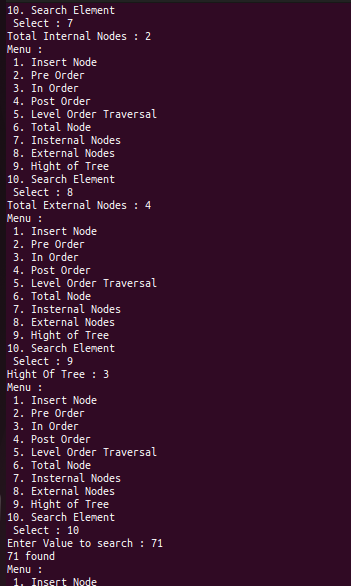 10. Search Element
 Select : 7
Total Internal Nodes : 2
Menu :
 1. Insert Node
 2. Pre Order
 3. In Order
 4. Post Order
 5. Level Order Traversal
 6. Total Node
 7. Insternal Nodes
 8. External Nodes
 9. Hight of Tree
10. Search Element
 Select : 8
Total External Nodes : 4
Menu :
 1. Insert Node
 2. Pre Order
 3. In Order
 4. Post Order
 5. Level Order Traversal
 6. Total Node
 7. Insternal Nodes
 8. External Nodes
 9. Hight of Tree
10. Search Element
 Select : 9
Hight Of Tree : 3
Menu :
 1. Insert Node
 2. Pre Order
 3. In Order
 4. Post Order
 5. Level Order Traversal
 6. Total Node
 7. Insternal Nodes
 8. External Nodes
 9. Hight of Tree
10. Search Element
 Select : 10
Enter Value to search : 71
71 found
Menu :
 1. Insert Node